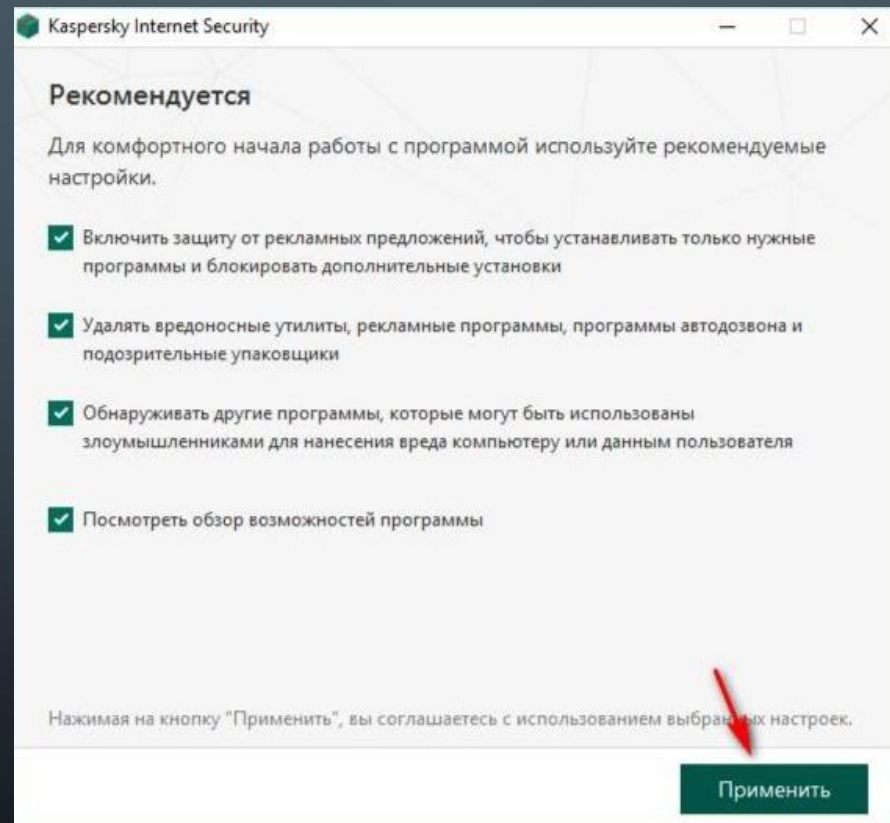 Kaspersky Internet Security
Рекомендуется
Для комфортного начала работы с программой используйте рекомендуемые
настройки.
Включить защиту от рекламных предложений, чтобы устанавливать только нужные
программы и блокировать дополнительные установки
Удалять вредоносные утилиты, рекламные программы, программы автодозвона и
подозрительные упаковщики
Обнаруживать другие программы, которые могут быть использованы
злоумышленниками для нанесения вреда компьютеру или данным пользователя
Посмотреть обзор возможностей программы
Нажимая на кнопку "Применить", вы соглашаетесь с использованием выбранных настроек.
Применить